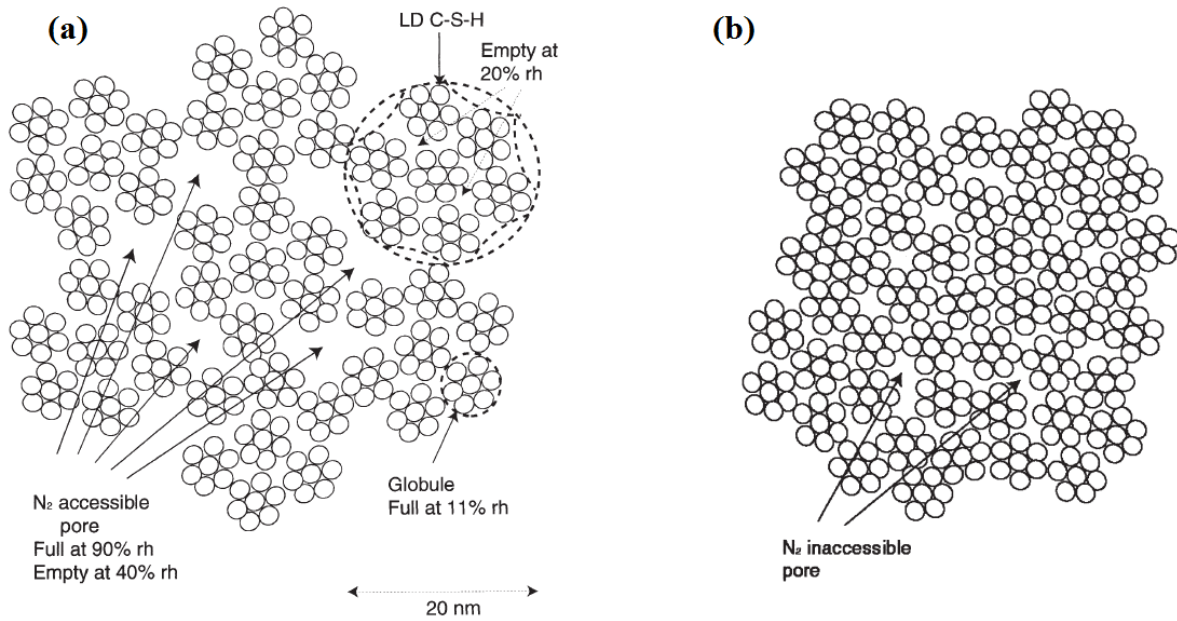 (a)
LD C-S-H
Empty at
20% rh
N₂ accessible
pore
Full at 90% rh
Empty at 40% rh
Globule
Full at 11% rh
20 nm
(b)
N₂ inaccessible
pore